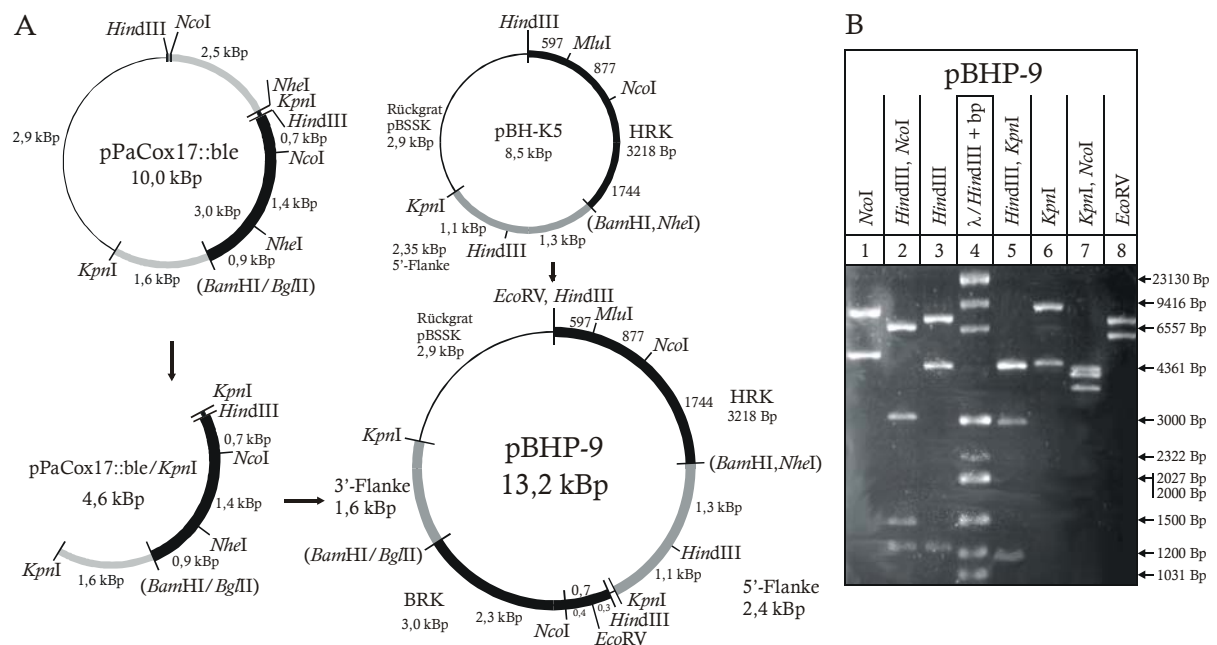 A
HindIII
NcoI
2,5 kBp
NheI
KpnI
HindIII
0,7 kBp
NcoI
2,9 kBp
pPaCox17::ble
10,0 kBp
3,0 kBp
1,4 kBp
NheI
0,9 kBp
KpnI
1,6 kBp
(BamHI/BglII)
HindIII
597
MluI
877
NcoI
Rückgrat
pBSSK
2,9 kBp
pBH-K5
8,5 kBp
HRK
3218 Bp
1744
KpnI
1,1 kBp
(BamHI,NheI)
HindIII
1,3 kBp
2,35 kBp
5'-Flanke
KpnI
HindIII
0,7 kBp
NcoI
pPaCox17::ble/KpnI
4,6 kBp
1,4 kBp
NheI
KpnI
0,9 kBp
1,6 kBp
(BamHI/BglII)
EcoRV, HindIII
597
MluI
877
NcoI
Rückgrat
pBSSK
2,9 kBp
1744
HRK
3218 Bp
KpnI
pBHP-9
13,2 kBp
(BamHI,NheI)
3'-Flanke
1,6 kBp
1,3 kBp
(BamHI/BglII)
HindIII
1,1 kBp
5'-Flanke
2,4 kBp
BRK
3,0 kBp
2,3 kBp
0,7
0,4
0,3
KpnI
HindIII
NcoI
EcoRV
B
pBHP-9
NcoI
HindIII, NcoI
HindIII
λ/HindIII + bp
HindIII, KpnI
KpnI
KpnI, NcoI
EcoRV
1 2 3 4 5 6 7 8
23130 Bp
9416 Bp
6557 Bp
4361 Bp
3000 Bp
2322 Bp
2027 Bp
2000 Bp
1500 Bp
1200 Bp
1031 Bp